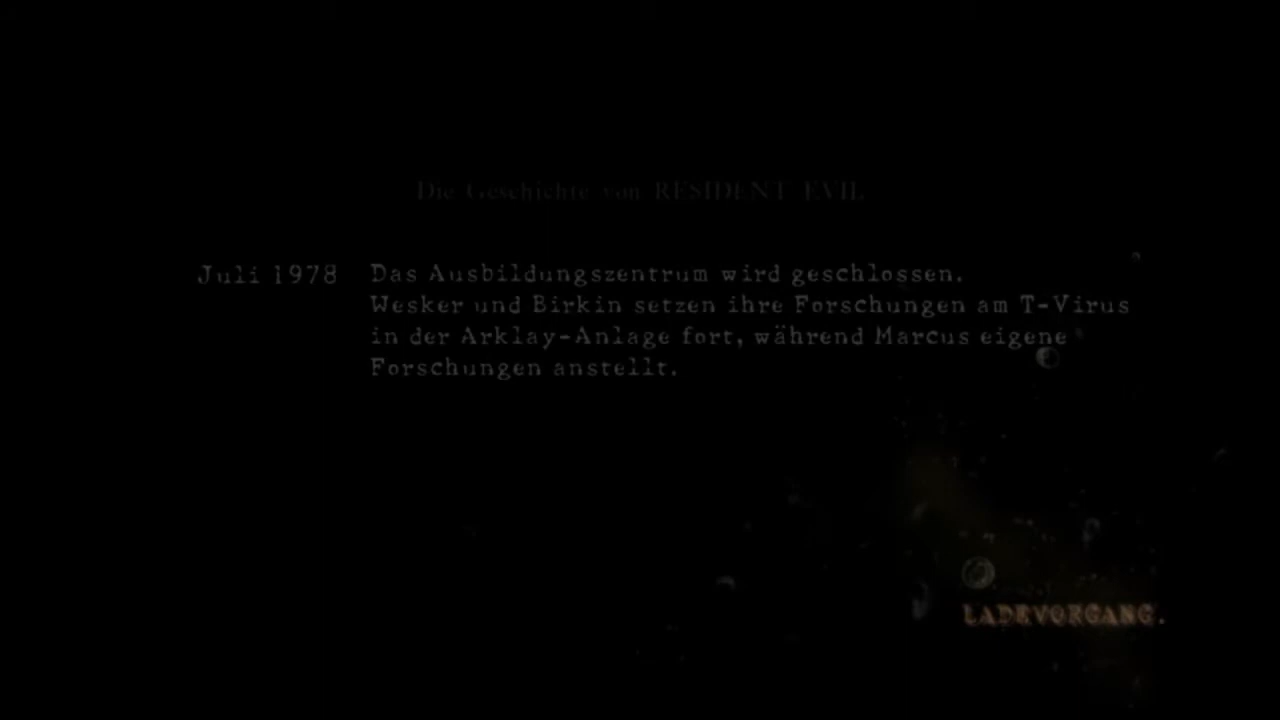 Die Geschichte von RESIDENT EVIL
Juli 1978 Das Ausbildungszentrum wird geschlossen.
Wesker und Birkin setzen ihre Forschungen am T-Virus
in der Arklay-Anlage fort, während Marcus eigene
Forschungen anstellt.
LADEVORGANG.